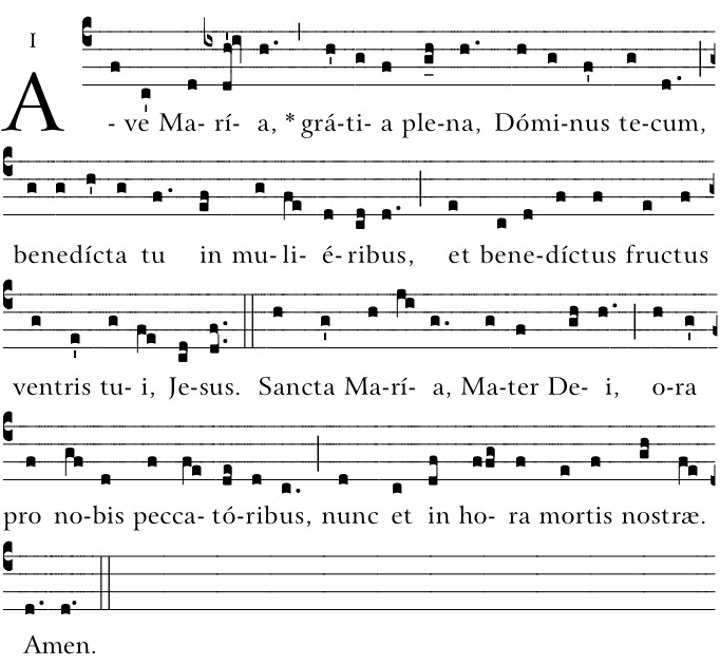 I
A- ve Ma- rí- a, * grá-ti- a ple-na, Dómi-nus te-cum,
benedícta tu in mu-li- é-ribus, et bene-díctus fructus
ventris tu- i, Je-sus. Sancta Ma-rí- a, Ma-ter De- i, o-ra
pro no-bis pecca- tó-ribus, nunc et in ho- ra mortis nostræ.
Amen.